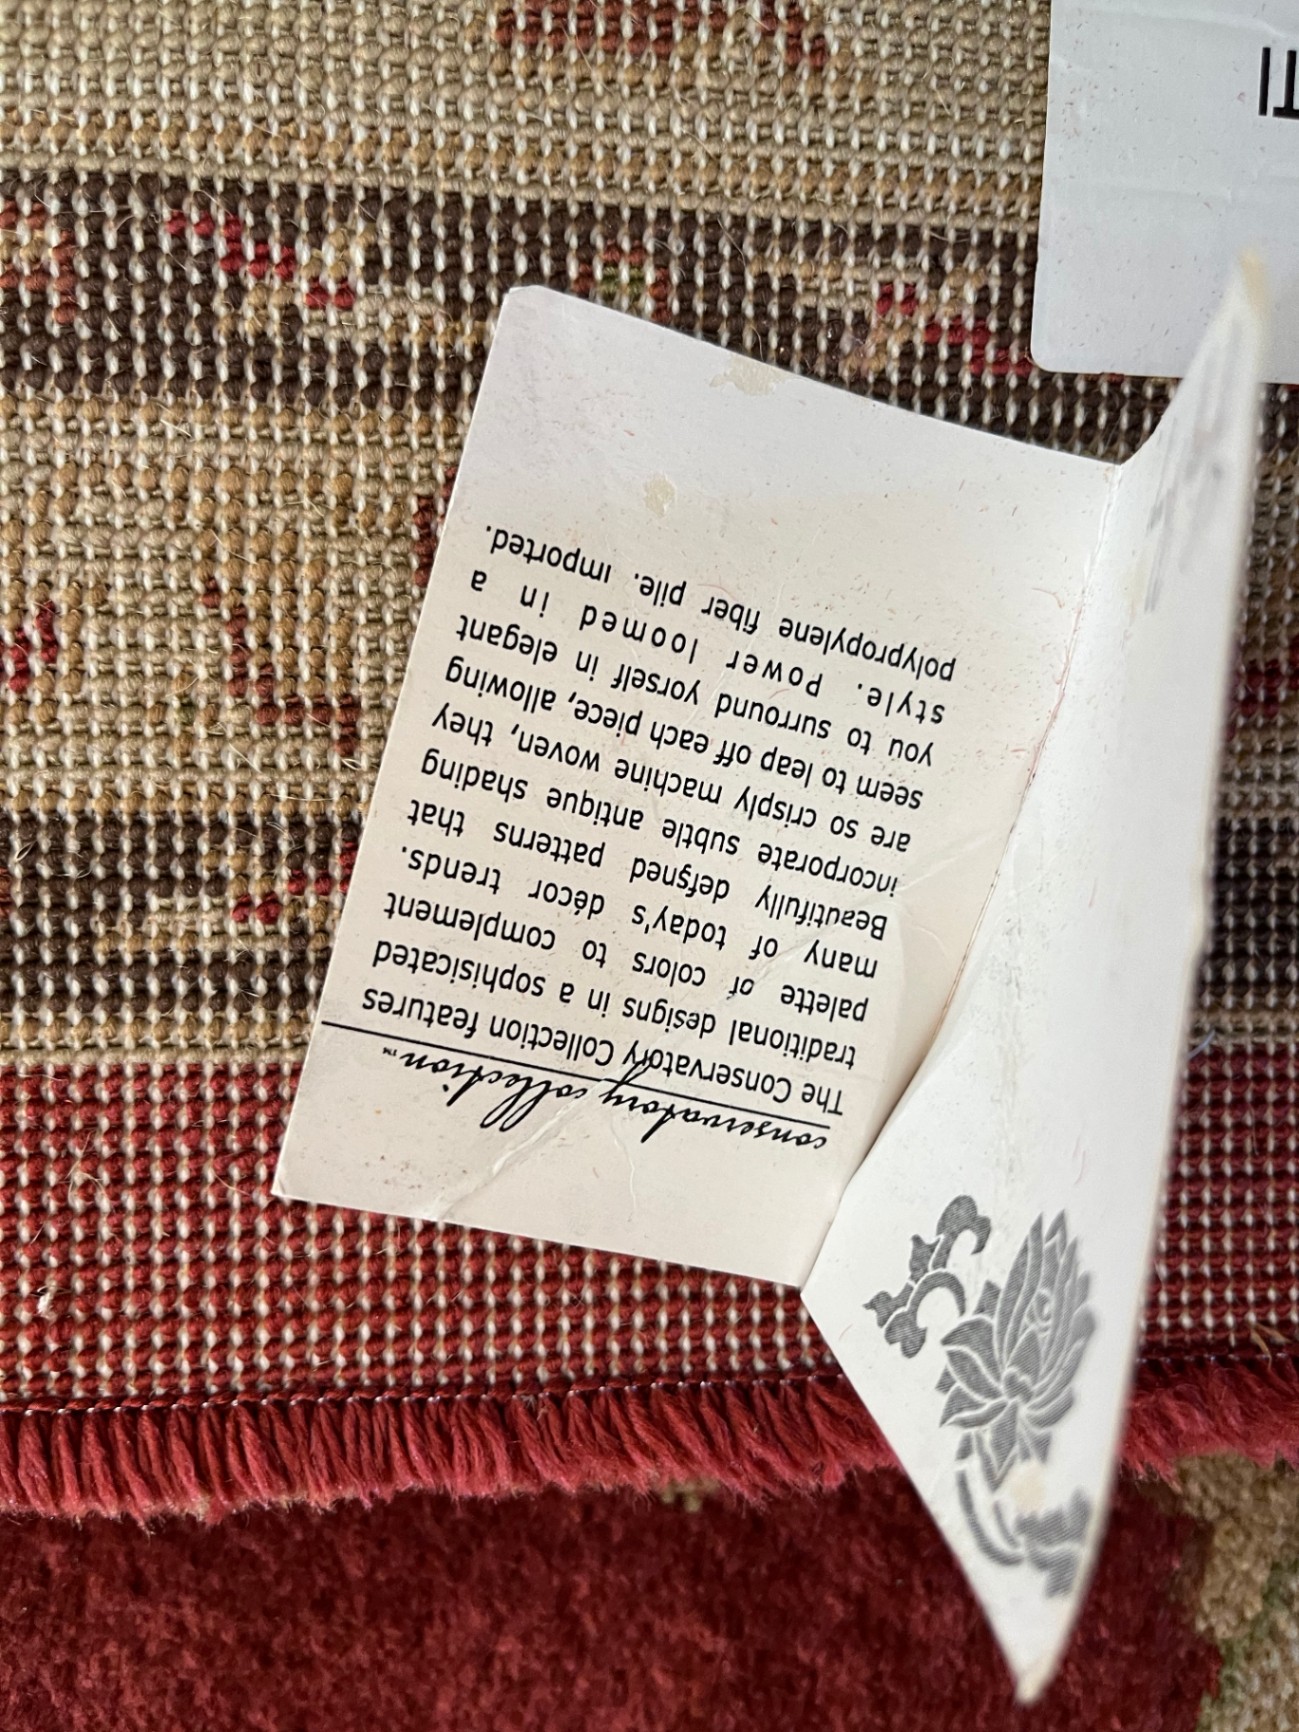 conservatory collection™
The Conservatory Collection features
traditional designs in a sophisicated
palette of colors to complement
many of today's décor trends.
Beautifully defsned patterns that
incorporate subtle antique shading
are so crisply machine woven, they
seem to leap off each piece, allowing
you to surround yorself in elegant
style. Power loomed in a
polypropylene fiber pile. imported.